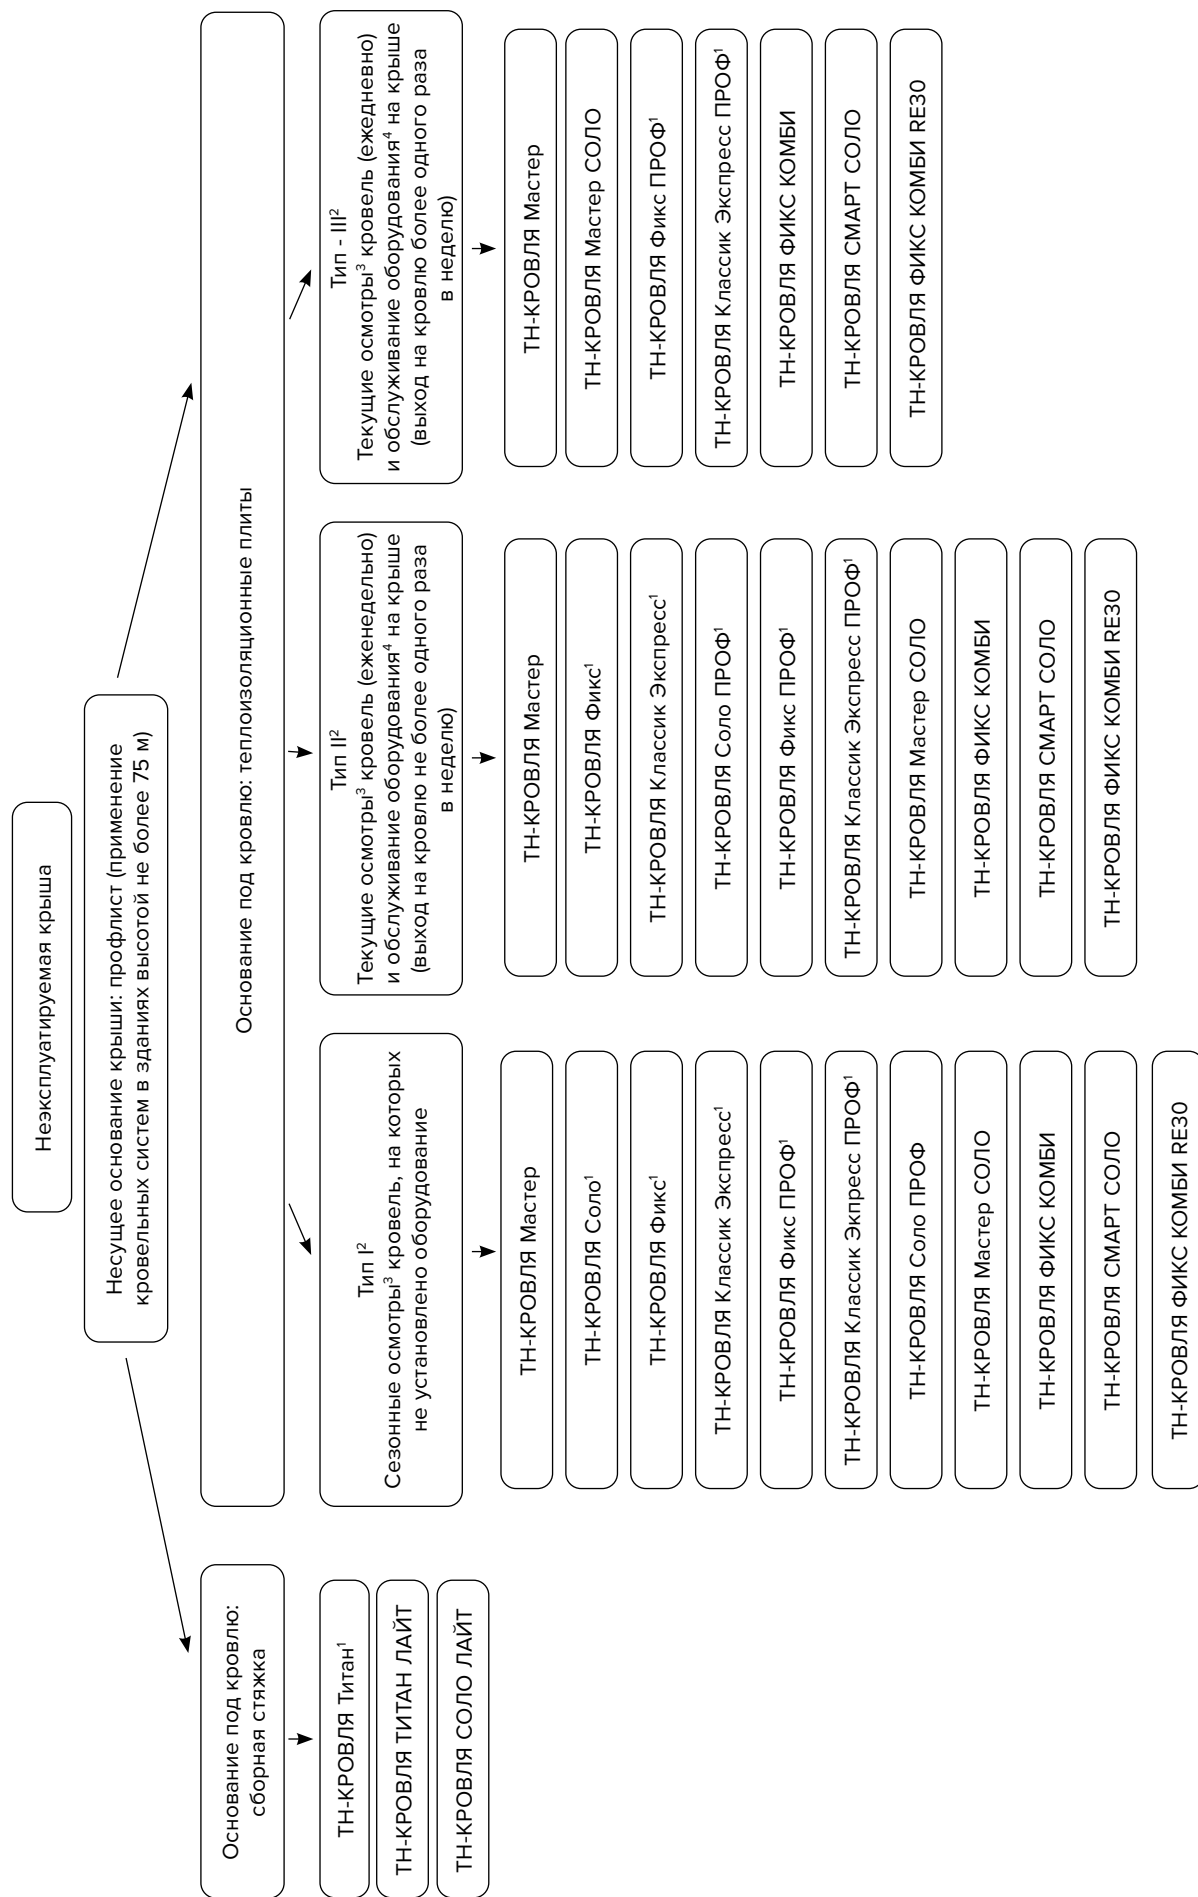 Неэксплуатируемая крыша
Несущее основание крыши: профлист (применение
кровельных систем в зданиях высотой не более 75 м)
Основание под кровлю:
сборная стяжка
ТН-КРОВЛЯ Титан¹
ТН-КРОВЛЯ ТИТАН ЛАЙТ
ТН-КРОВЛЯ СОЛО ЛАЙТ
Основание под кровлю: теплоизоляционные плиты
Тип I²
Сезонные осмотры³ кровель, на которых
не установлено оборудование
ТН-КРОВЛЯ Мастер
ТН-КРОВЛЯ Соло¹
ТН-КРОВЛЯ Фикс¹
ТН-КРОВЛЯ Классик Экспресс¹
ТН-КРОВЛЯ Фикс ПРОФ¹
ТН-КРОВЛЯ Классик Экпресс ПРОФ¹
ТН-КРОВЛЯ Соло ПРОФ
ТН-КРОВЛЯ Мастер СОЛО
ТН-КРОВЛЯ ФИКС КОМБИ
ТН-КРОВЛЯ СМАРТ СОЛО
ТН-КРОВЛЯ ФИКС КОМБИ RE30
Тип II²
Текущие осмотры³ кровель (еженедельно)
и обслуживание оборудования⁴ на крыше
(выход на кровлю не более одного раза
в неделю)
ТН-КРОВЛЯ Мастер
ТН-КРОВЛЯ Фикс¹
ТН-КРОВЛЯ Классик Экспресс¹
ТН-КРОВЛЯ Соло ПРОФ¹
ТН-КРОВЛЯ Фикс ПРОФ¹
ТН-КРОВЛЯ Классик Экспресс ПРОФ¹
ТН-КРОВЛЯ Мастер СОЛО
ТН-КРОВЛЯ ФИКС КОМБИ
ТН-КРОВЛЯ СМАРТ СОЛО
ТН-КРОВЛЯ ФИКС КОМБИ RE30
Тип - III²
Текущие осмотры³ кровель (ежедневно)
и обслуживание оборудования⁴ на крыше
(выход на кровлю более одного раза
в неделю)
ТН-КРОВЛЯ Мастер
ТН-КРОВЛЯ Мастер СОЛО
ТН-КРОВЛЯ Фикс ПРОФ¹
ТН-КРОВЛЯ Классик Экспресс ПРОФ¹
ТН-КРОВЛЯ ФИКС КОМБИ
ТН-КРОВЛЯ СМАРТ СОЛО
ТН-КРОВЛЯ ФИКС КОМБИ RE30